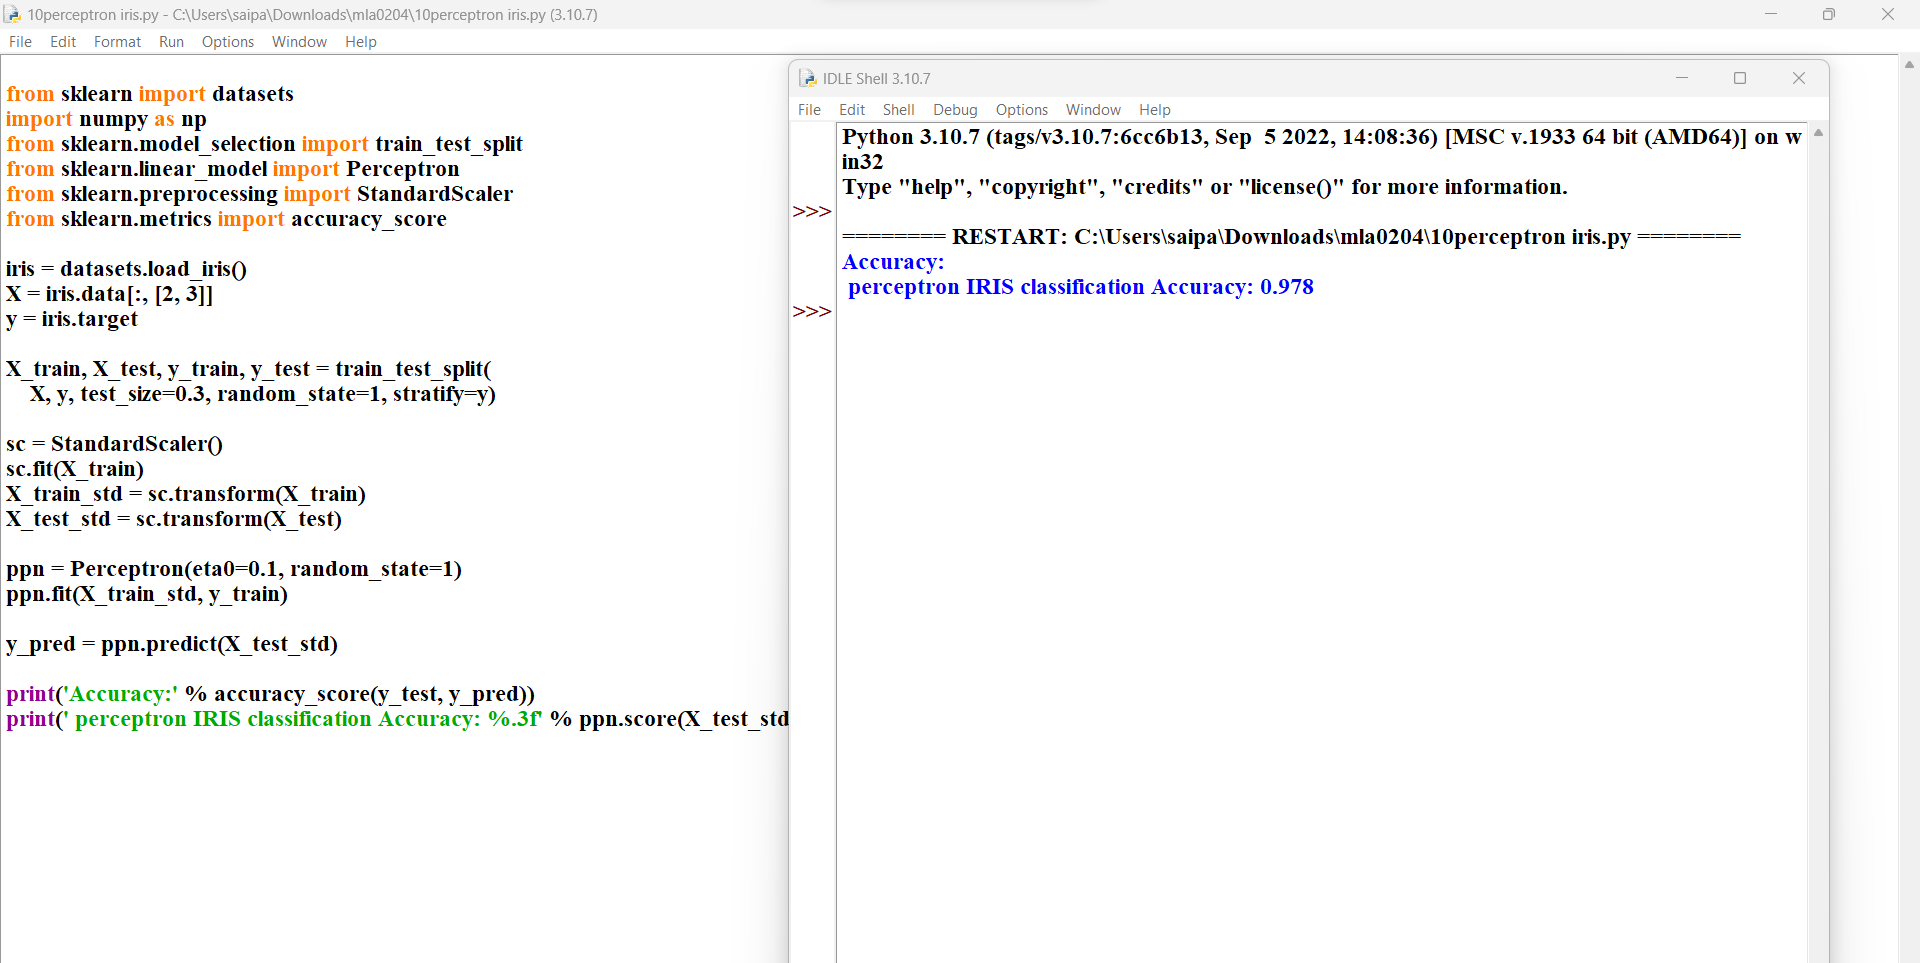 10perceptron iris.py - C:\Users\saipa\Downloads\mla0204\10perceptron iris.py (3.10.7)
File Edit Format Run Options Window Help
from sklearn import datasets
import numpy as np
from sklearn.model_selection import train_test_split
from sklearn.linear_model import Perceptron
from sklearn.preprocessing import StandardScaler
from sklearn.metrics import accuracy_score
iris = datasets.load_iris()
X = iris.data[:, [2, 3]]
y = iris.target
X_train, X_test, y_train, y_test = train_test_split(
X, y, test_size=0.3, random_state=1, stratify=y)
sc = StandardScaler()
sc.fit(X_train)
X_train_std = sc.transform(X_train)
X_test_std = sc.transform(X_test)
ppn = Perceptron(eta0=0.1, random_state=1)
ppn.fit(X_train_std, y_train)
y_pred = ppn.predict(X_test_std)
print('Accuracy:' % accuracy_score(y_test, y_pred))
print(' perceptron IRIS classification Accuracy: %.3f' % ppn.score(X_test_std
IDLE Shell 3.10.7
File Edit Shell Debug Options Window Help
Python 3.10.7 (tags/v3.10.7:6cc6b13, Sep  5 2022, 14:08:36) [MSC v.1933 64 bit (AMD64)] on w
in32
Type "help", "copyright", "credits" or "license()" for more information.
>>>
======== RESTART: C:\Users\saipa\Downloads\mla0204\10perceptron iris.py ========
Accuracy:
perceptron IRIS classification Accuracy: 0.978
>>>